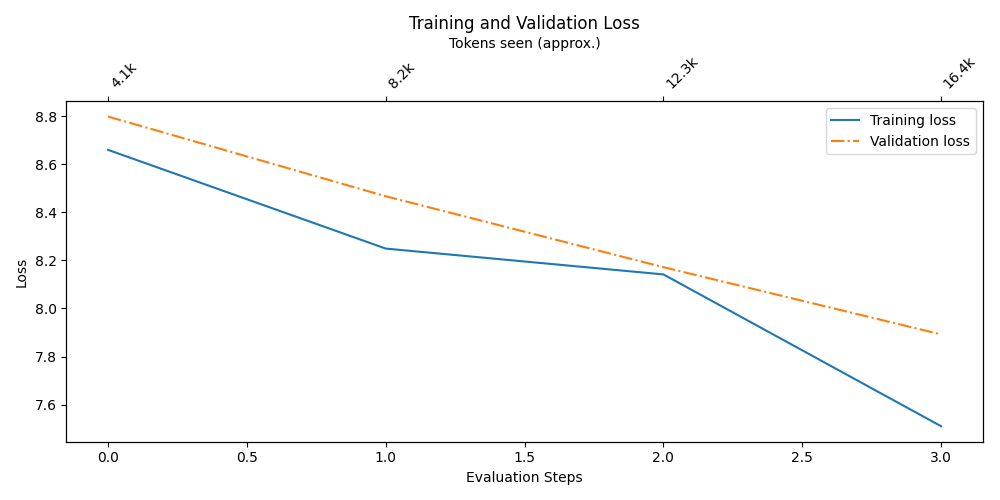 Training and Validation Loss
Tokens seen (approx.)
4.1k 8.2k 12.3k 16.4k
Training loss
Validation loss
Loss
8.8
8.6
8.4
8.2
8.0
7.8
7.6
0.0 0.5 1.0 1.5 2.0 2.5 3.0
Evaluation Steps